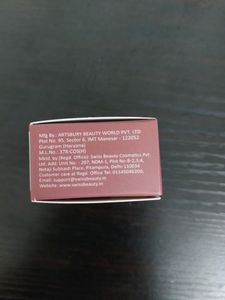 Mfg By.: ARTSBURY BEAUTY WORLD PVT. LTD
Plot No. 95, Sector 6, IMT Manesar - 122052
Gurugram (Haryana)
M.L.No.: 378-COS(H)
Mktd. by (Regd. Office): Swiss Beauty Cosmetics Pvt.
Ltd. Add: Unit No : 207, NDM-1, Plot No-B-2,3,4,
Netaji Subhash Place, Pitampura, Delhi-110034
Customer care at Regd. Office Tel. 01145046200,
Email: support@swissbeauty.in
Website: www.swissbeauty.in